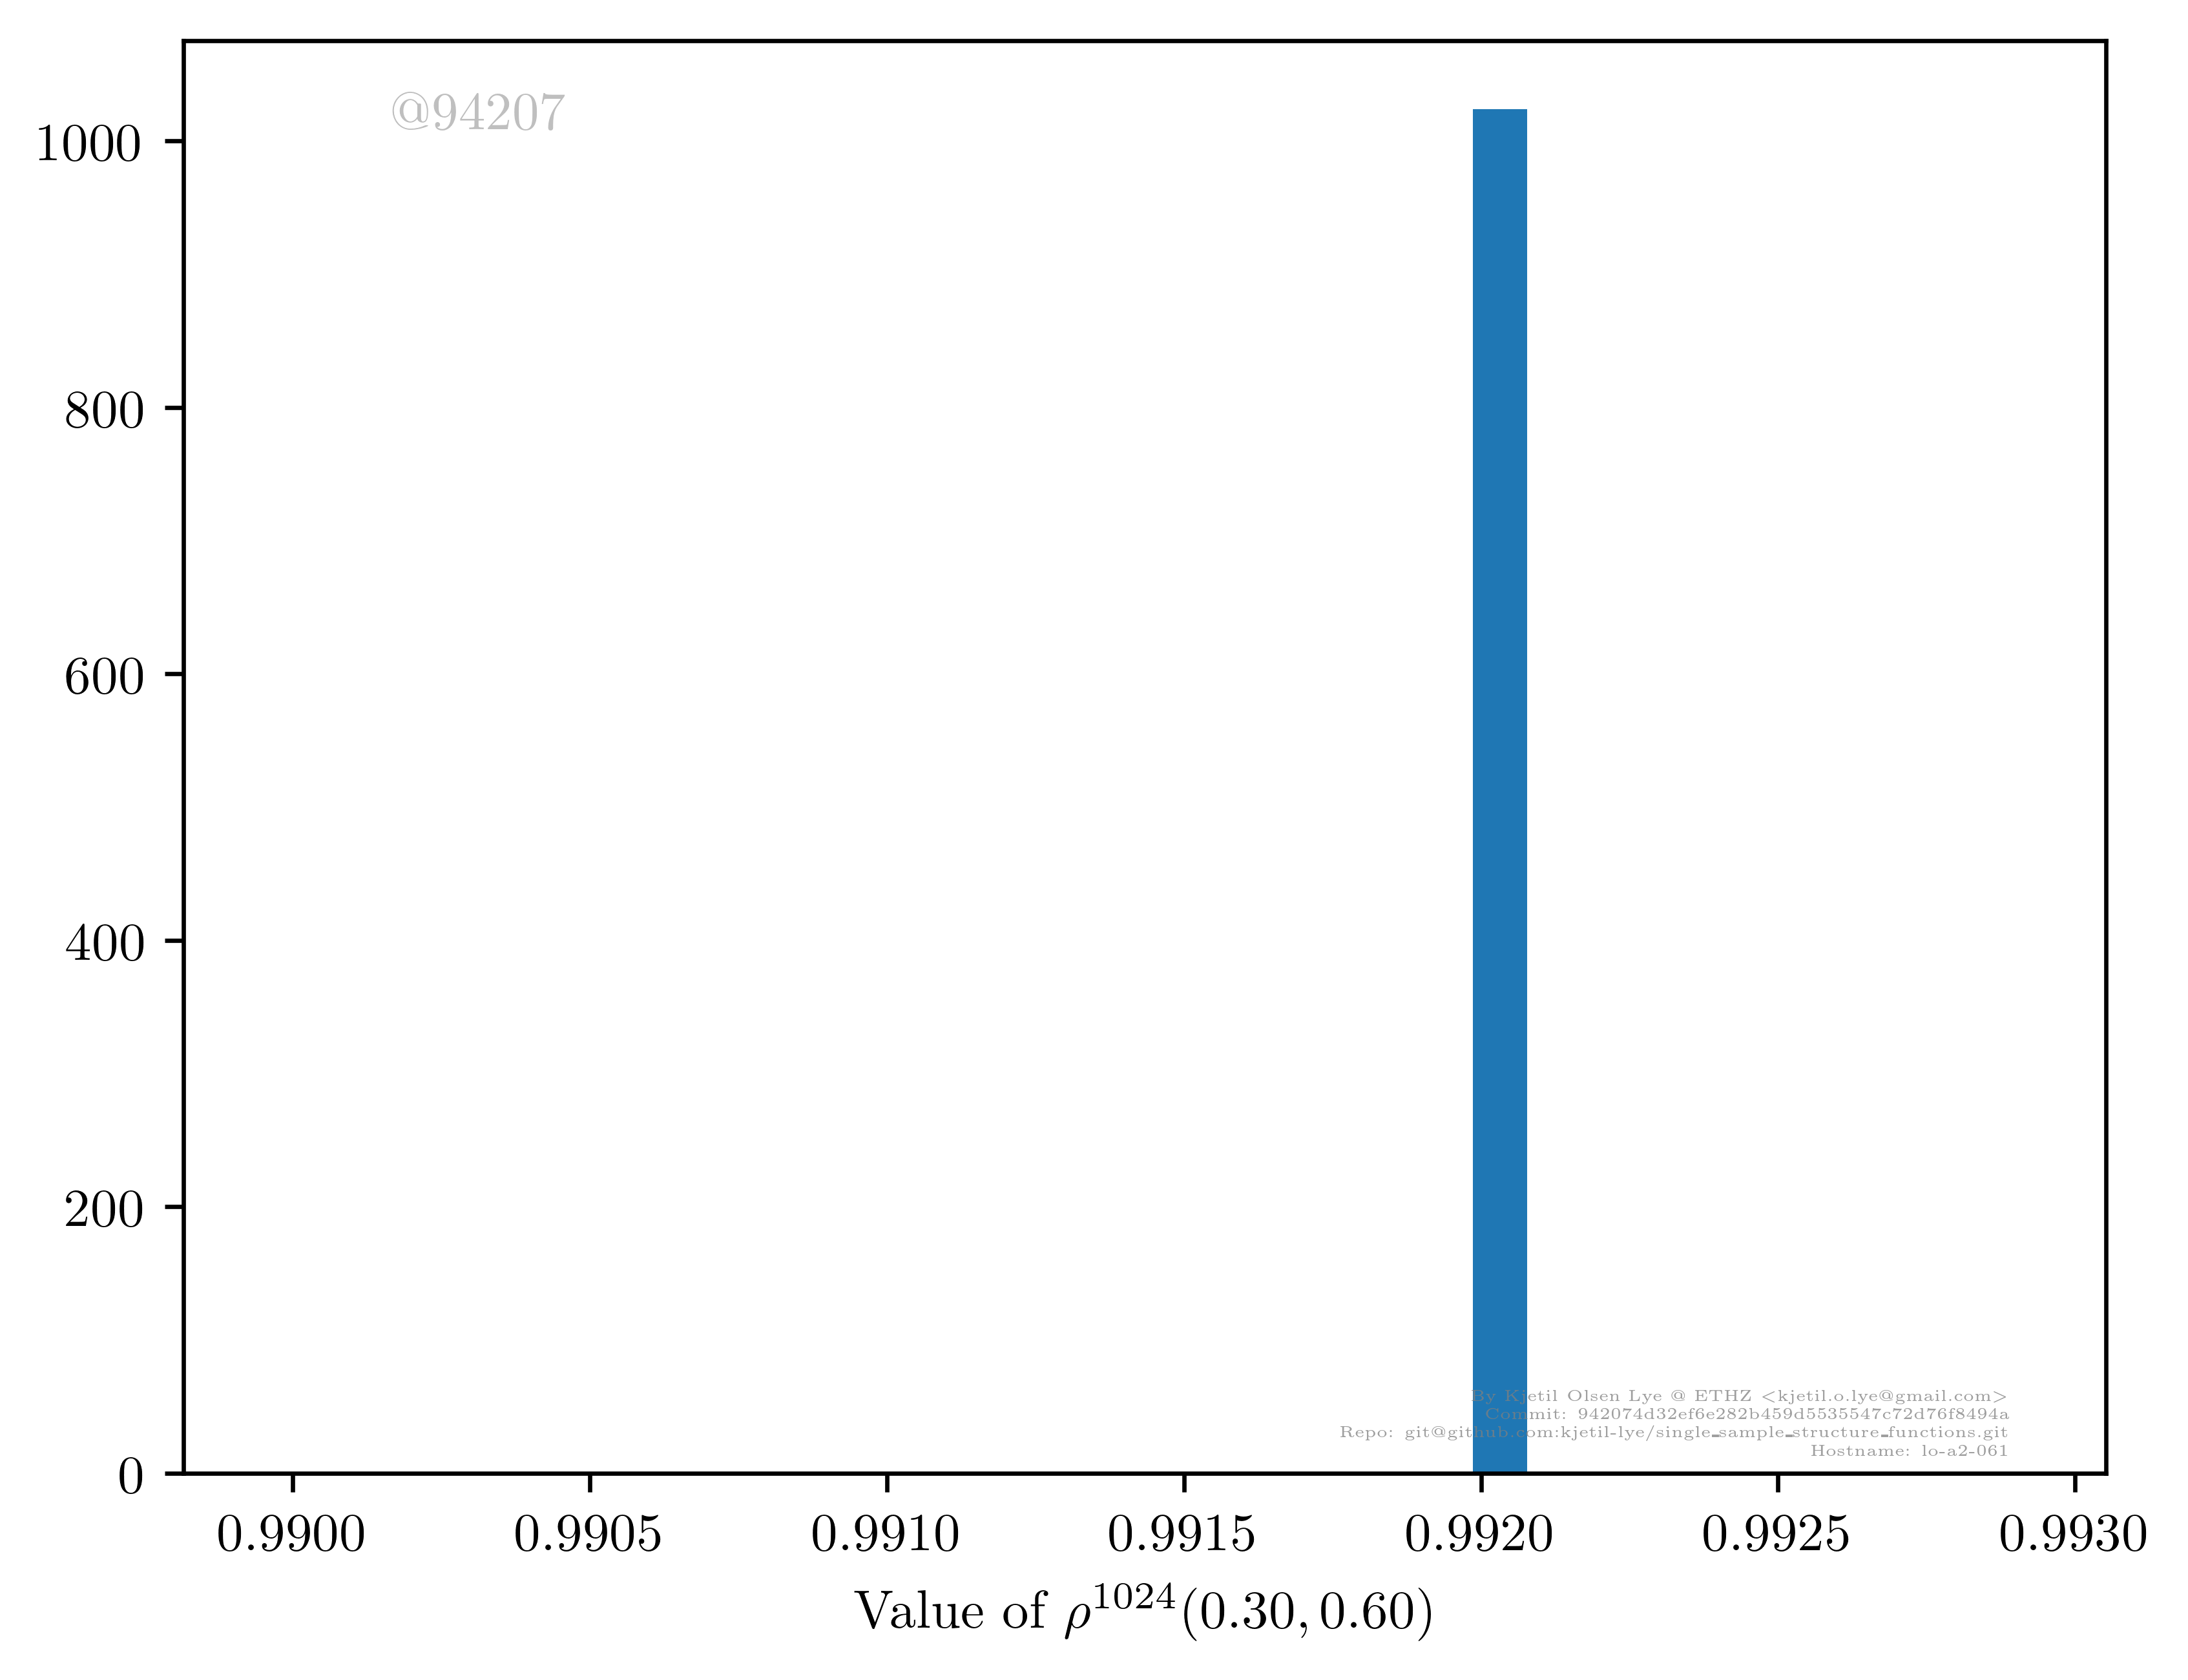 @94207
1000
800
600
400
200
0
By Kjetil Olsen Lye @ ETHZ <kjetil.o.lye@gmail.com>
Commit: 942074d32ef6e282b459d5535547c72d76f8494a
Repo: git@github.com:kjetil-lye/single_sample_structure_functions.git
Hostname: lo-a2-061
0.9900 0.9905 0.9910 0.9915 0.9920 0.9925 0.9930
Value of ρ^1024(0.30, 0.60)